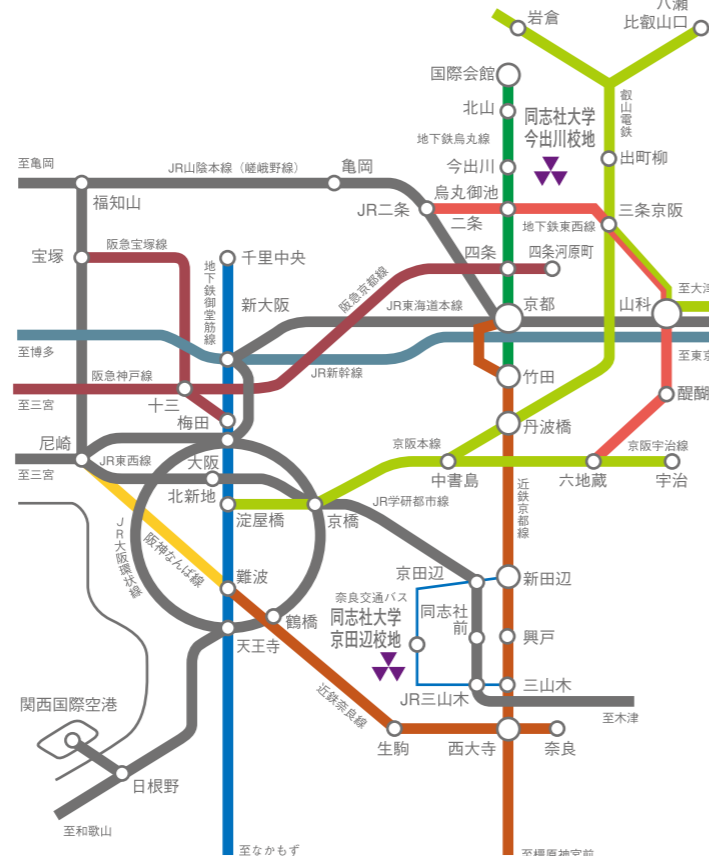 八瀬
比叡山口
岩倉
国際会館
叡山電鉄
北山
同志社大学
今出川校地
地下鉄烏丸線
出町柳
至亀岡
JR山陰本線（嵯峨野線）
亀岡
今出川
烏丸御池
福知山
JR二条
二条
地下鉄東西線
三条京阪
宝塚
阪急宝塚線
地下鉄御堂筋線
千里中央
阪急京都線
四条
四条河原町
新大阪
JR東海道本線
京都
山科
至大津
至博多
JR新幹線
至東京
阪急神戸線
竹田
至三宮
十三
醍醐
梅田
丹波橋
尼崎
京阪本線
京阪宇治線
JR東西線
大阪
至三宮
中書島
六地蔵
宇治
北新地
JR学研都市線
近鉄京都線
淀屋橋
京橋
JR大阪環状線
阪神なんば線
京田辺
新田辺
難波
奈良交通バス
同志社大学
京田辺校地
同志社
前
鶴橋
興戸
天王寺
近鉄奈良線
JR三山木
三山木
関西国際空港
至木津
生駒
西大寺
奈良
日根野
至和歌山
至なかもず
至橿原神宮前